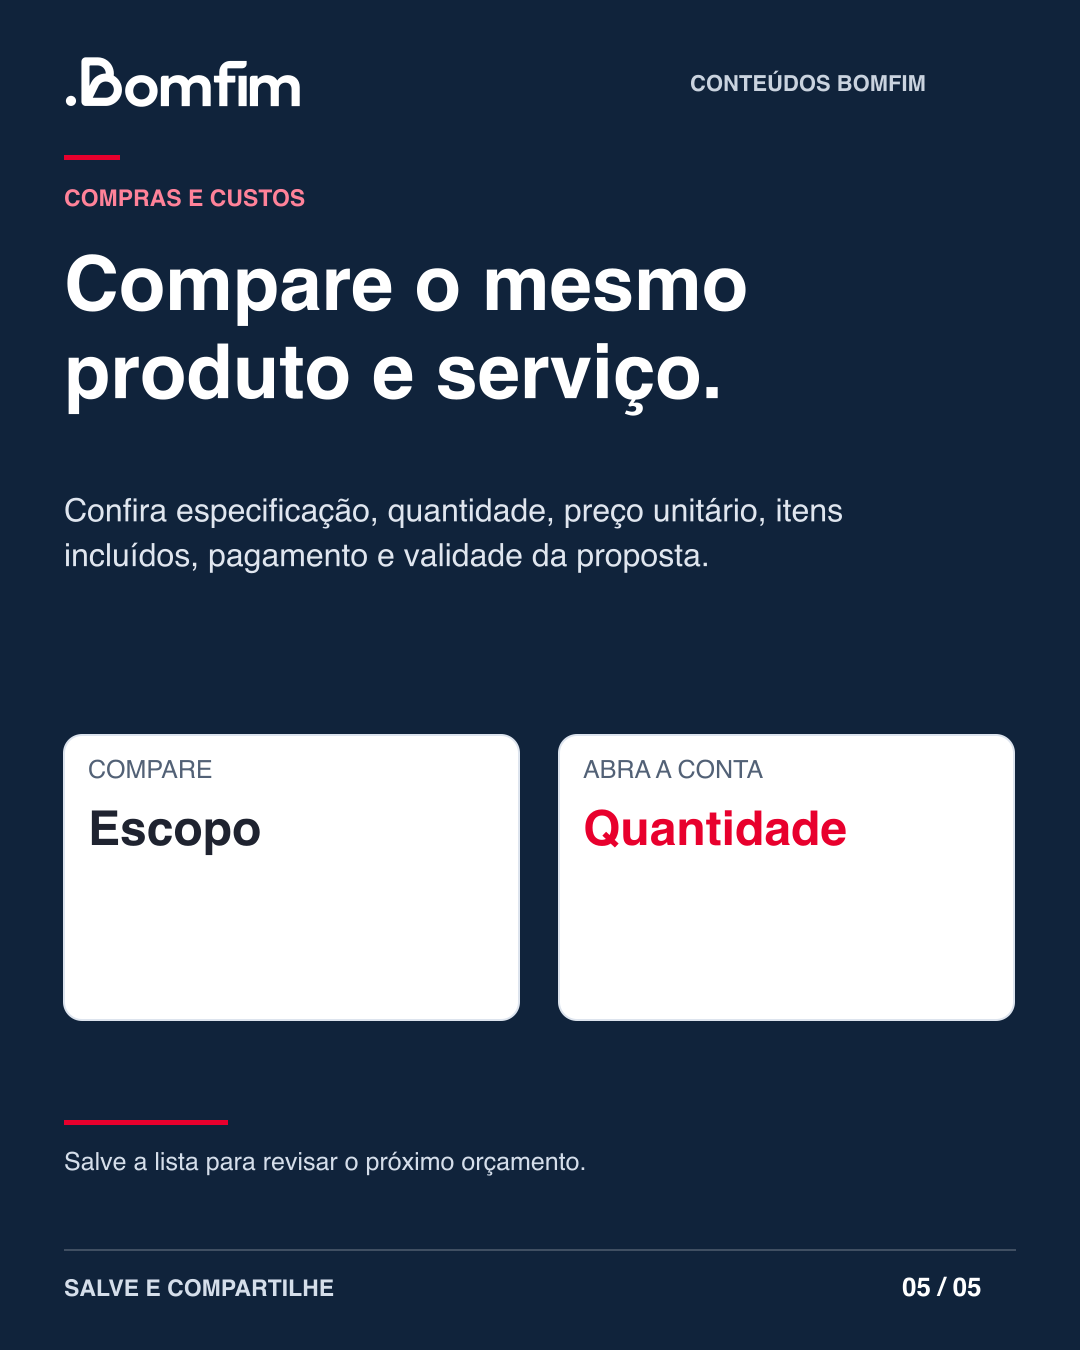 .Bomfim
CONTEÚDOS BOMFIM
COMPRAS E CUSTOS
Compare o mesmo
produto e serviço.
Confira especificação, quantidade, preço unitário, itens
incluídos, pagamento e validade da proposta.
COMPARE
Escopo
ABRA A CONTA
Quantidade
Salve a lista para revisar o próximo orçamento.
SALVE E COMPARTILHE
05 / 05